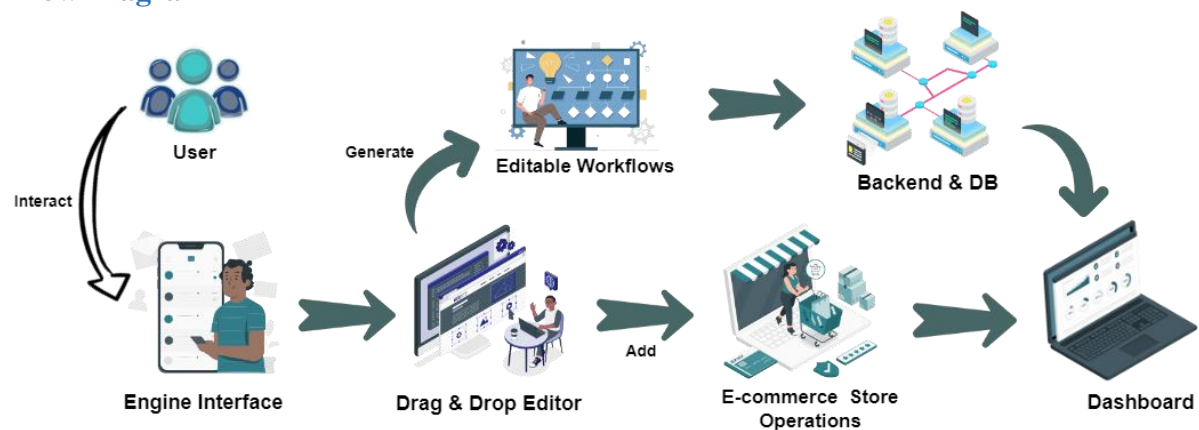 User
Interact
Generate
Editable Workflows
Backend & DB
Engine Interface
Drag & Drop Editor
Add
E-commerce Store
Operations
Dashboard